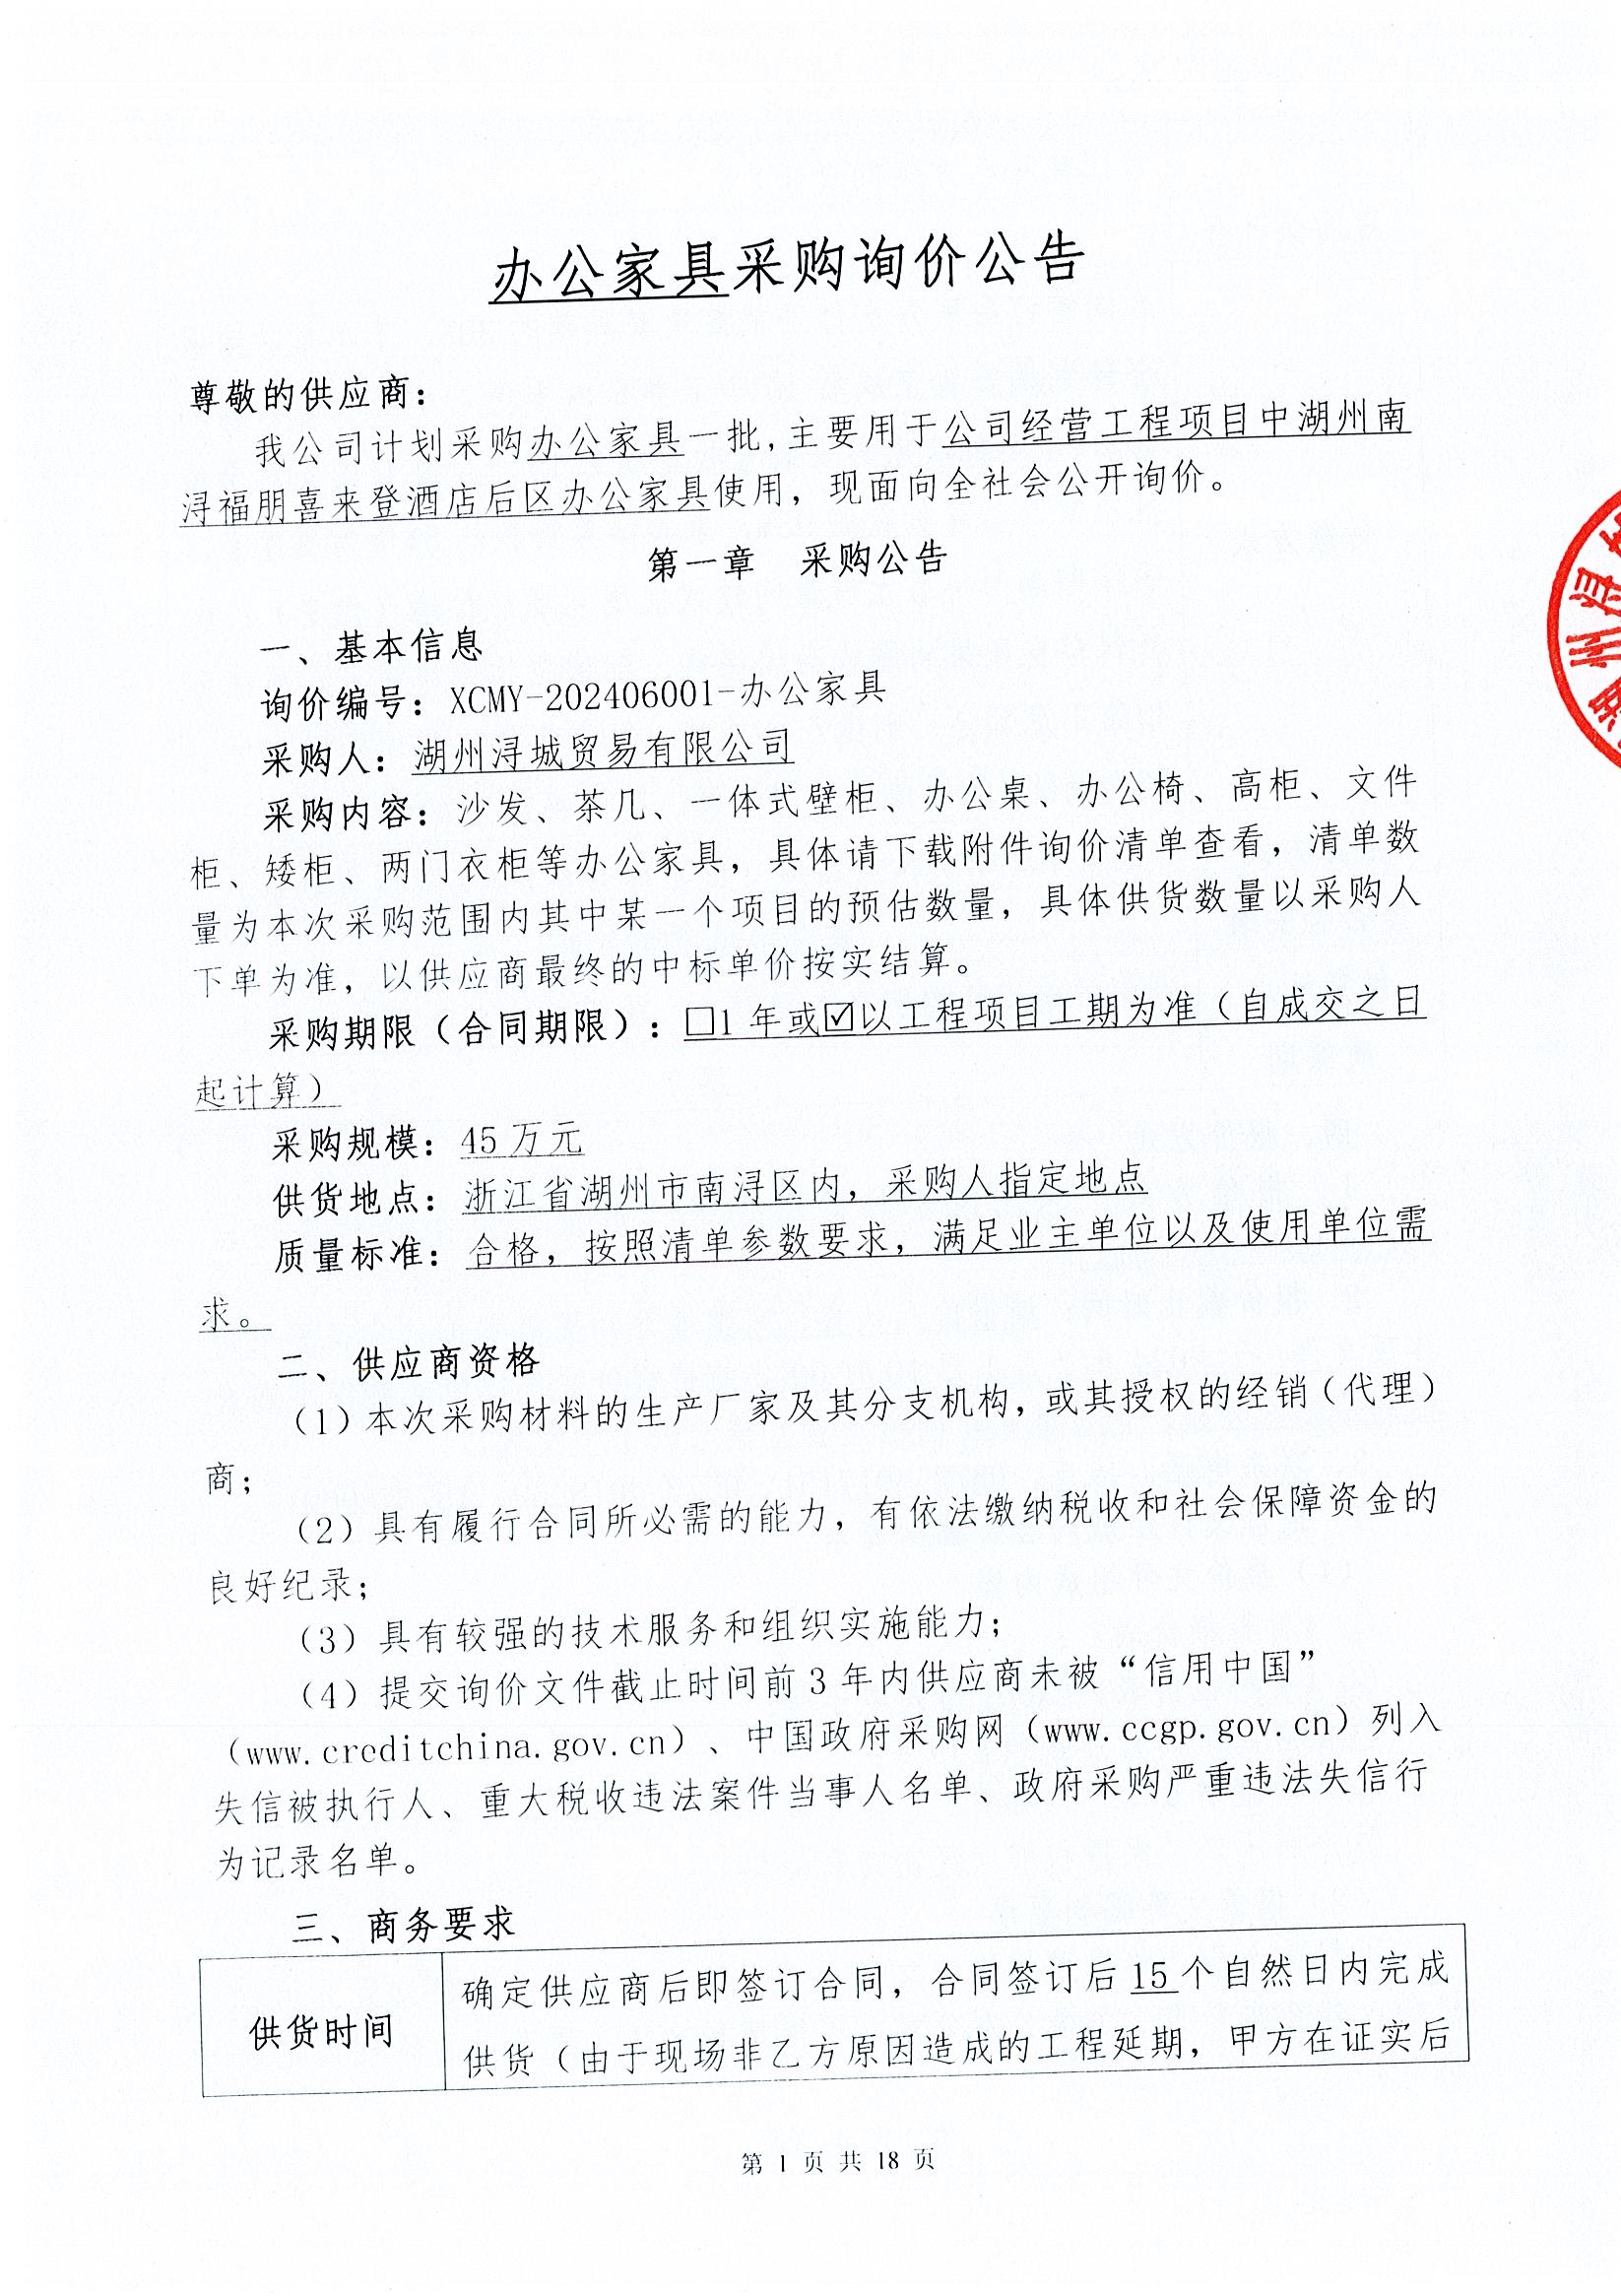 办公家具采购询价公告
尊敬的供应商：
我公司计划采购办公家具一批,主要用于公司经营工程项目中湖州南
浔福朋喜来登酒店后区办公家具使用，现面向全社会公开询价。
第一章 采购公告
一、基本信息
询价编号：XCMY-202406001-办公家具
采购人：湖州浔城贸易有限公司
采购内容：沙发、茶几、一体式壁柜、办公桌、办公椅、高柜、文件
柜、矮柜、两门衣柜等办公家具，具体请下载附件询价清单查看，清单数
量为本次采购范围内其中某一个项目的预估数量，具体供货数量以采购人
下单为准，以供应商最终的中标单价按实结算。
采购期限（合同期限）：☐1 年或☑以工程项目工期为准（自成交之日
起计算）
采购规模：45 万元
供货地点：浙江省湖州市南浔区内，采购人指定地点
质量标准：合格，按照清单参数要求，满足业主单位以及使用单位需
求。
二、供应商资格
（1）本次采购材料的生产厂家及其分支机构，或其授权的经销（代理）
商；
（2）具有履行合同所必需的能力，有依法缴纳税收和社会保障资金的
良好纪录；
（3）具有较强的技术服务和组织实施能力；
（4）提交询价文件截止时间前 3 年内供应商未被“信用中国”
（www.creditchina.gov.cn）、中国政府采购网（www.ccgp.gov.cn）列入
失信被执行人、重大税收违法案件当事人名单、政府采购严重违法失信行
为记录名单。
三、商务要求
供货时间
确定供应商后即签订合同，合同签订后 15 个自然日内完成
供货（由于现场非乙方原因造成的工程延期，甲方在证实后
第 1 页 共 18 页
州浔